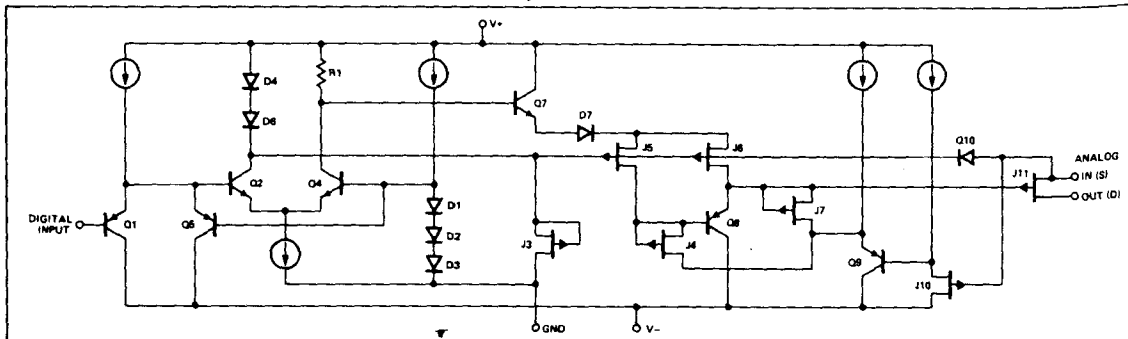 V+
D4
R1
D6
Q7
D7
J5
J6
Q10
ANALOG
J11
IN (S)
OUT (D)
Q2
Q4
D1
DIGITAL
INPUT
Q1
Q5
D2
D3
J3
J4
Q8
J7
Q9
J10
GND
V-